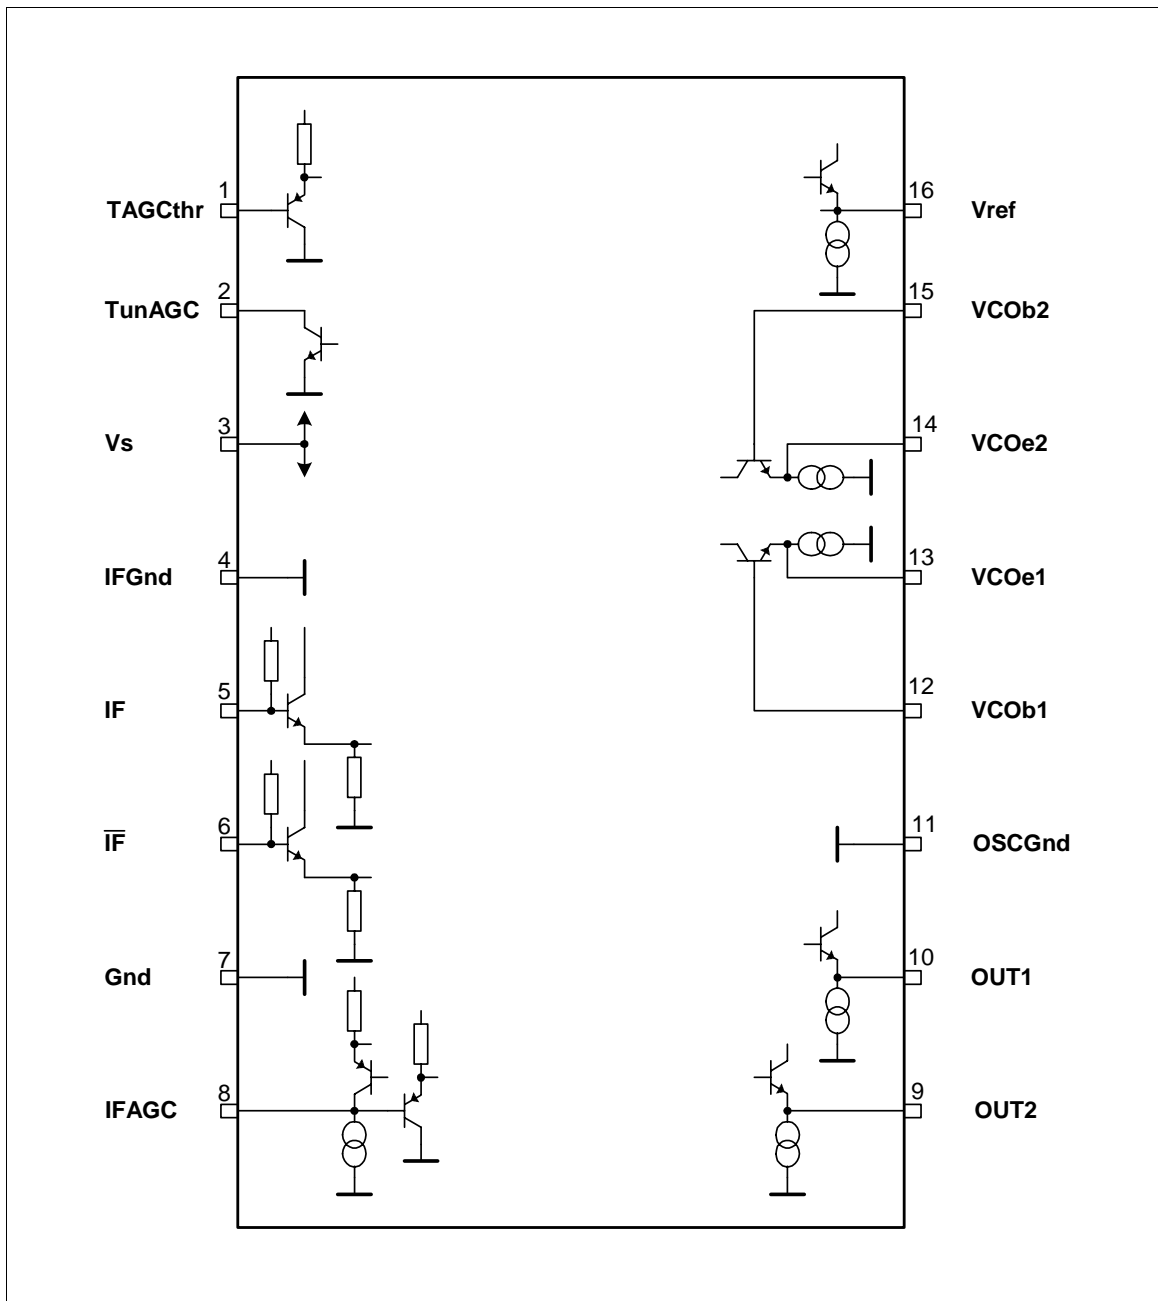 1
TAGCthr
2
TunAGC
3
Vs
4
IFGnd
5
IF
6
I̅F̅
7
Gnd
8
IFAGC
16
Vref
15
VCOb2
14
VCOe2
13
VCOe1
12
VCOb1
11
OSCGnd
10
OUT1
9
OUT2